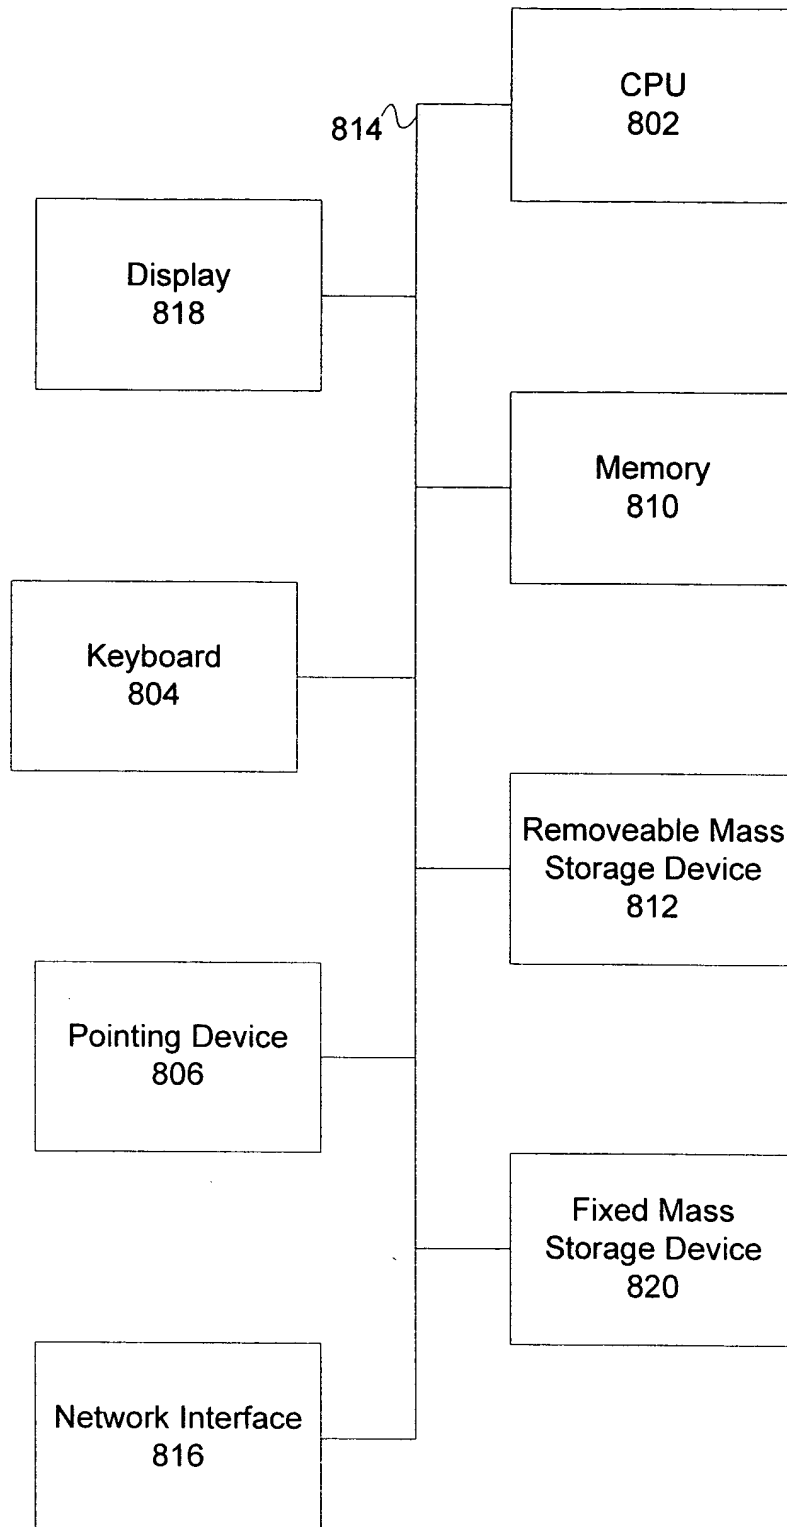 CPU
802
814
Display
818
Memory
810
Keyboard
804
Removeable Mass
Storage Device
812
Pointing Device
806
Fixed Mass
Storage Device
820
Network Interface
816